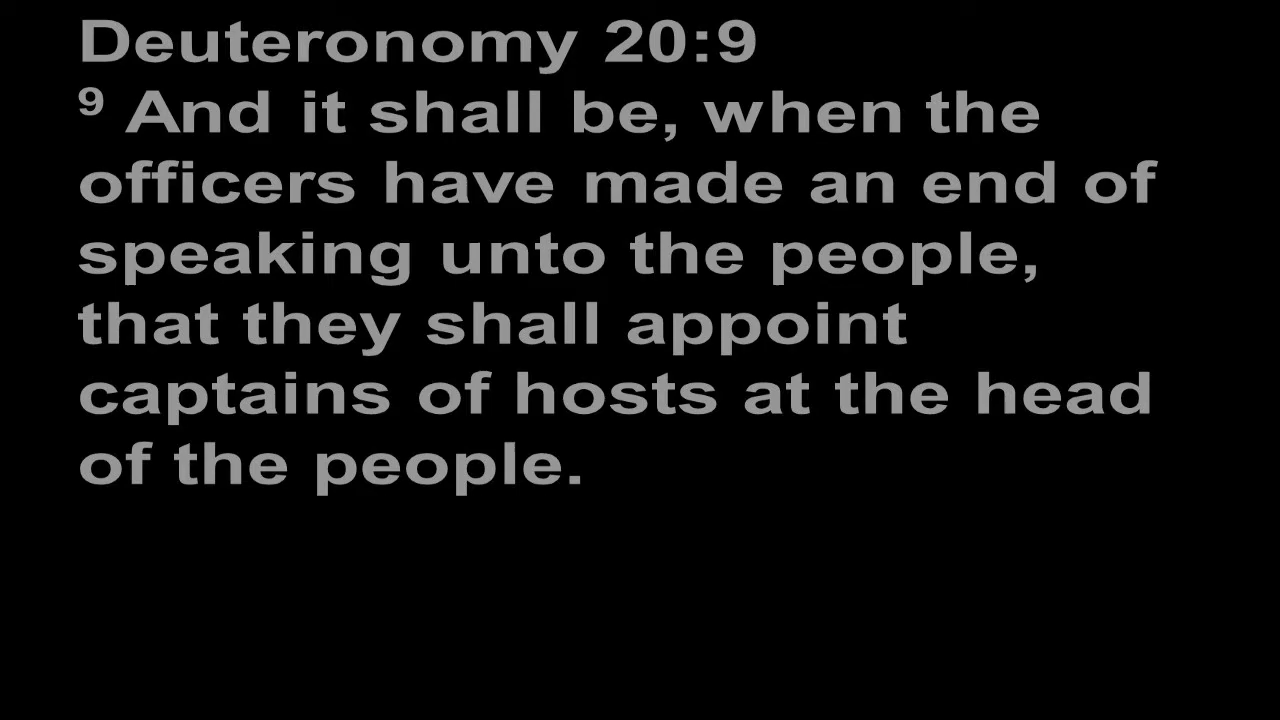 Deuteronomy 20:9
⁹ And it shall be, when the
officers have made an end of
speaking unto the people,
that they shall appoint
captains of hosts at the head
of the people.